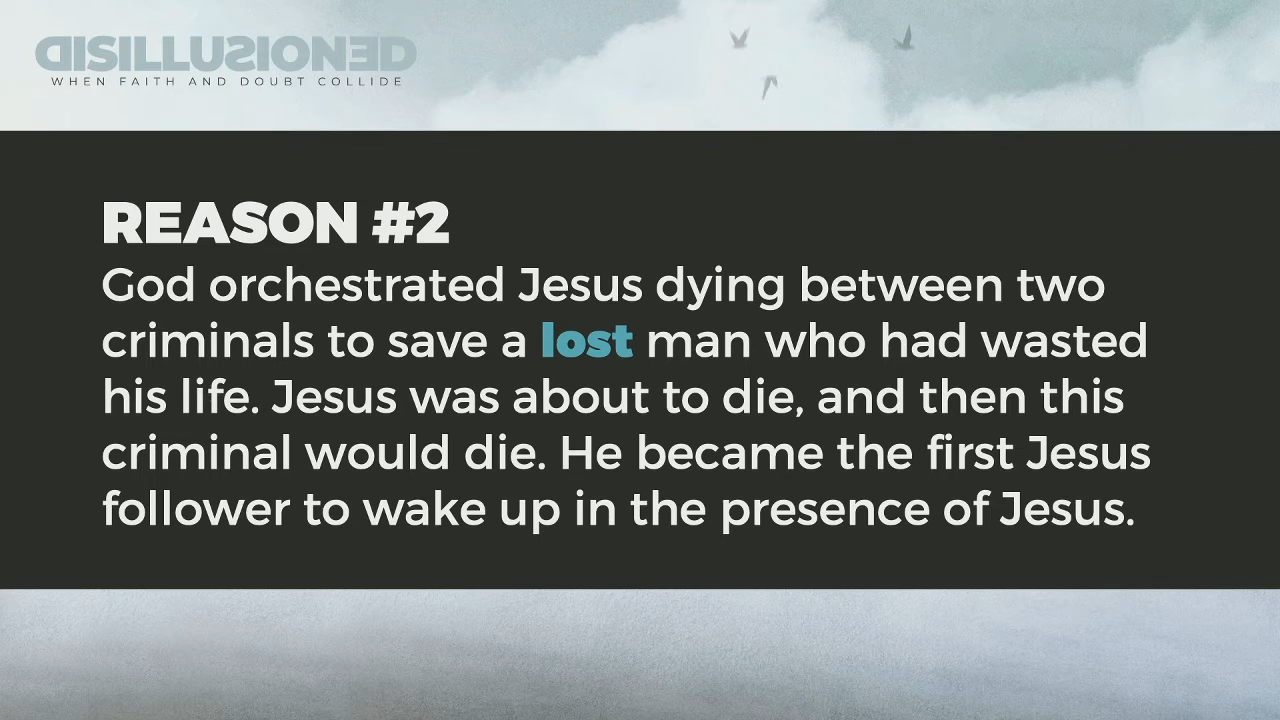 DISILLUSIONED
WHEN FAITH AND DOUBT COLLIDE
REASON #2
God orchestrated Jesus dying between two
criminals to save a lost man who had wasted
his life. Jesus was about to die, and then this
criminal would die. He became the first Jesus
follower to wake up in the presence of Jesus.